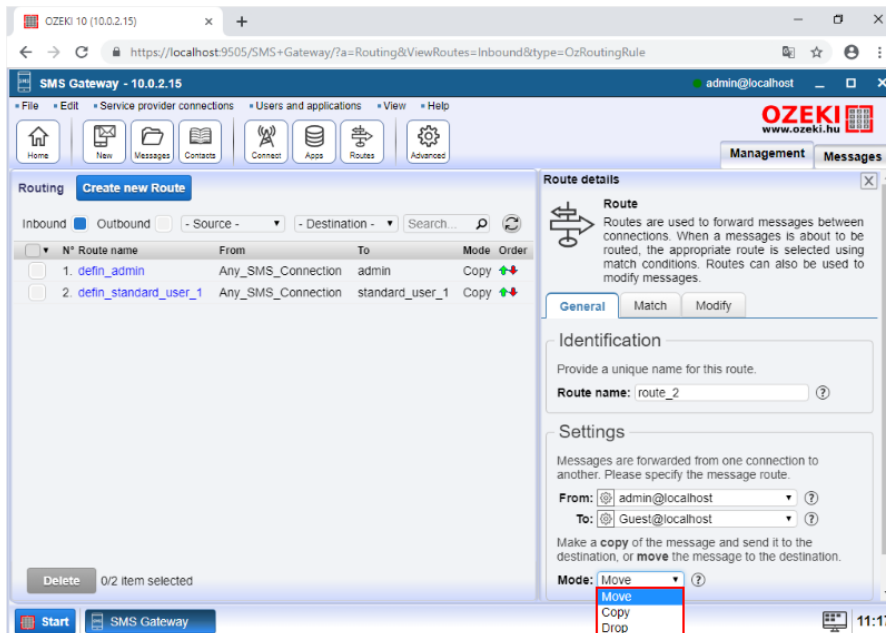 OZEKI 10 (10.0.2.15)
https://localhost:9505/SMS+Gateway/?a=Routing&ViewRoutes=Inbound&type=OzRoutingRule
SMS Gateway - 10.0.2.15
admin@localhost
File Edit Service provider connections Users and applications View Help
OZEKI
www.ozeki.hu
Home New Messages Contacts Connect Apps Routes Advanced
Management Messages
Routing Create new Route
Inbound Outbound - Source - - Destination - Search...
N° Route name From To Mode Order
1. defin_admin Any_SMS_Connection admin Copy
2. defin_standard_user_1 Any_SMS_Connection standard_user_1 Copy
Delete 0/2 item selected
Route details
Route
Routes are used to forward messages between
connections. When a messages is about to be
routed, the appropriate route is selected using
match conditions. Routes can also be used to
modify messages.
General Match Modify
Identification
Provide a unique name for this route.
Route name: route_2
Settings
Messages are forwarded from one connection to
another. Please specify the message route.
From: admin@localhost
To: Guest@localhost
Make a copy of the message and send it to the
destination, or move the message to the destination.
Mode: Move
Move
Copy
Drop
Start SMS Gateway